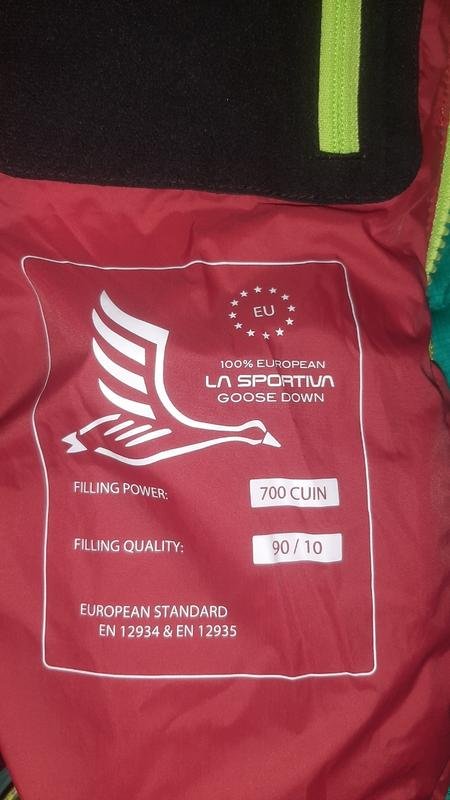 EU
100% EUROPEAN
LA SPORTIVA
GOOSE DOWN
FILLING POWER: 700 CUIN
FILLING QUALITY: 90 / 10
EUROPEAN STANDARD
EN 12934 & EN 12935